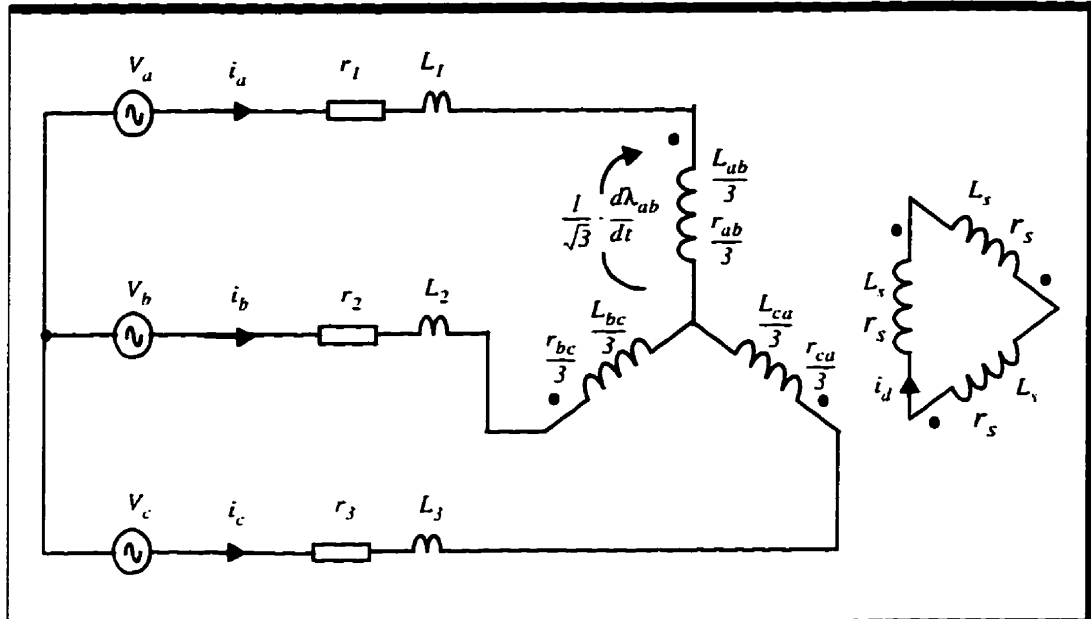 V_a i_a r_1 L_1
L_ab/3
1/√3 · dλ_ab/dt
r_ab/3
L_s
r_s
L_s
r_s
V_b i_b r_2 L_2
L_bc/3
r_bc/3
L_ca/3
r_ca/3
i_d
L_s
r_s
V_c i_c r_3 L_3